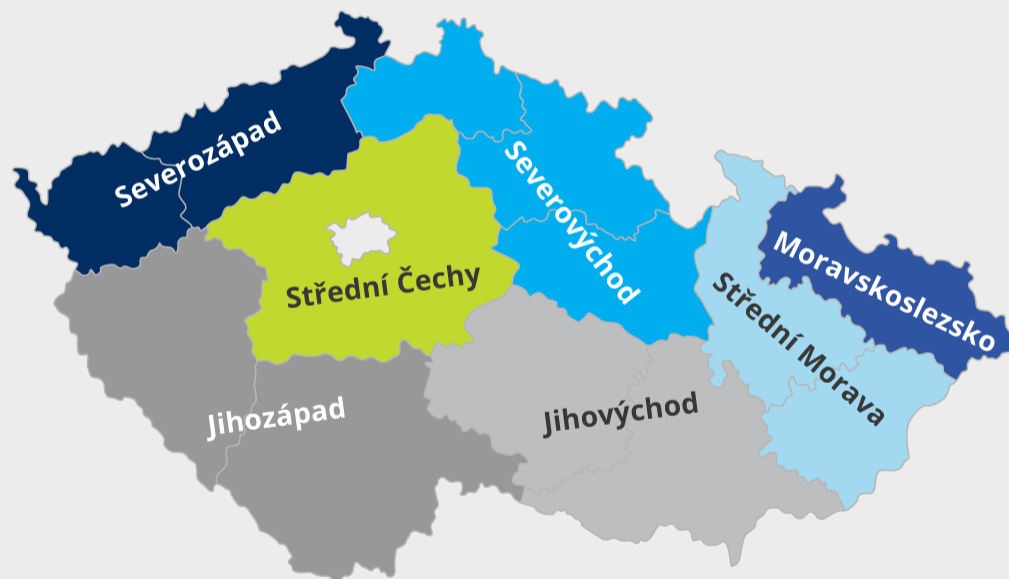 Severozápad
Severovýchod
Střední Čechy
Moravskoslezsko
Střední Morava
Jihozápad
Jihovýchod